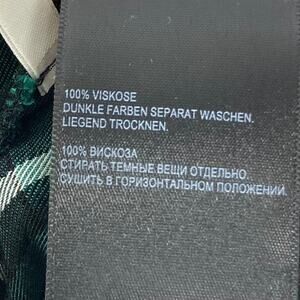 100% VISKOSE
DUNKLE FARBEN SEPARAT WASCHEN.
LIEGEND TROCKNEN.
100% ВИСКОЗА
СТИРАТЬ ТЕМНЫЕ ВЕЩИ ОТДЕЛЬНО.
СУШИТЬ В ГОРИЗОНТАЛЬНОМ ПОЛОЖЕНИИ.